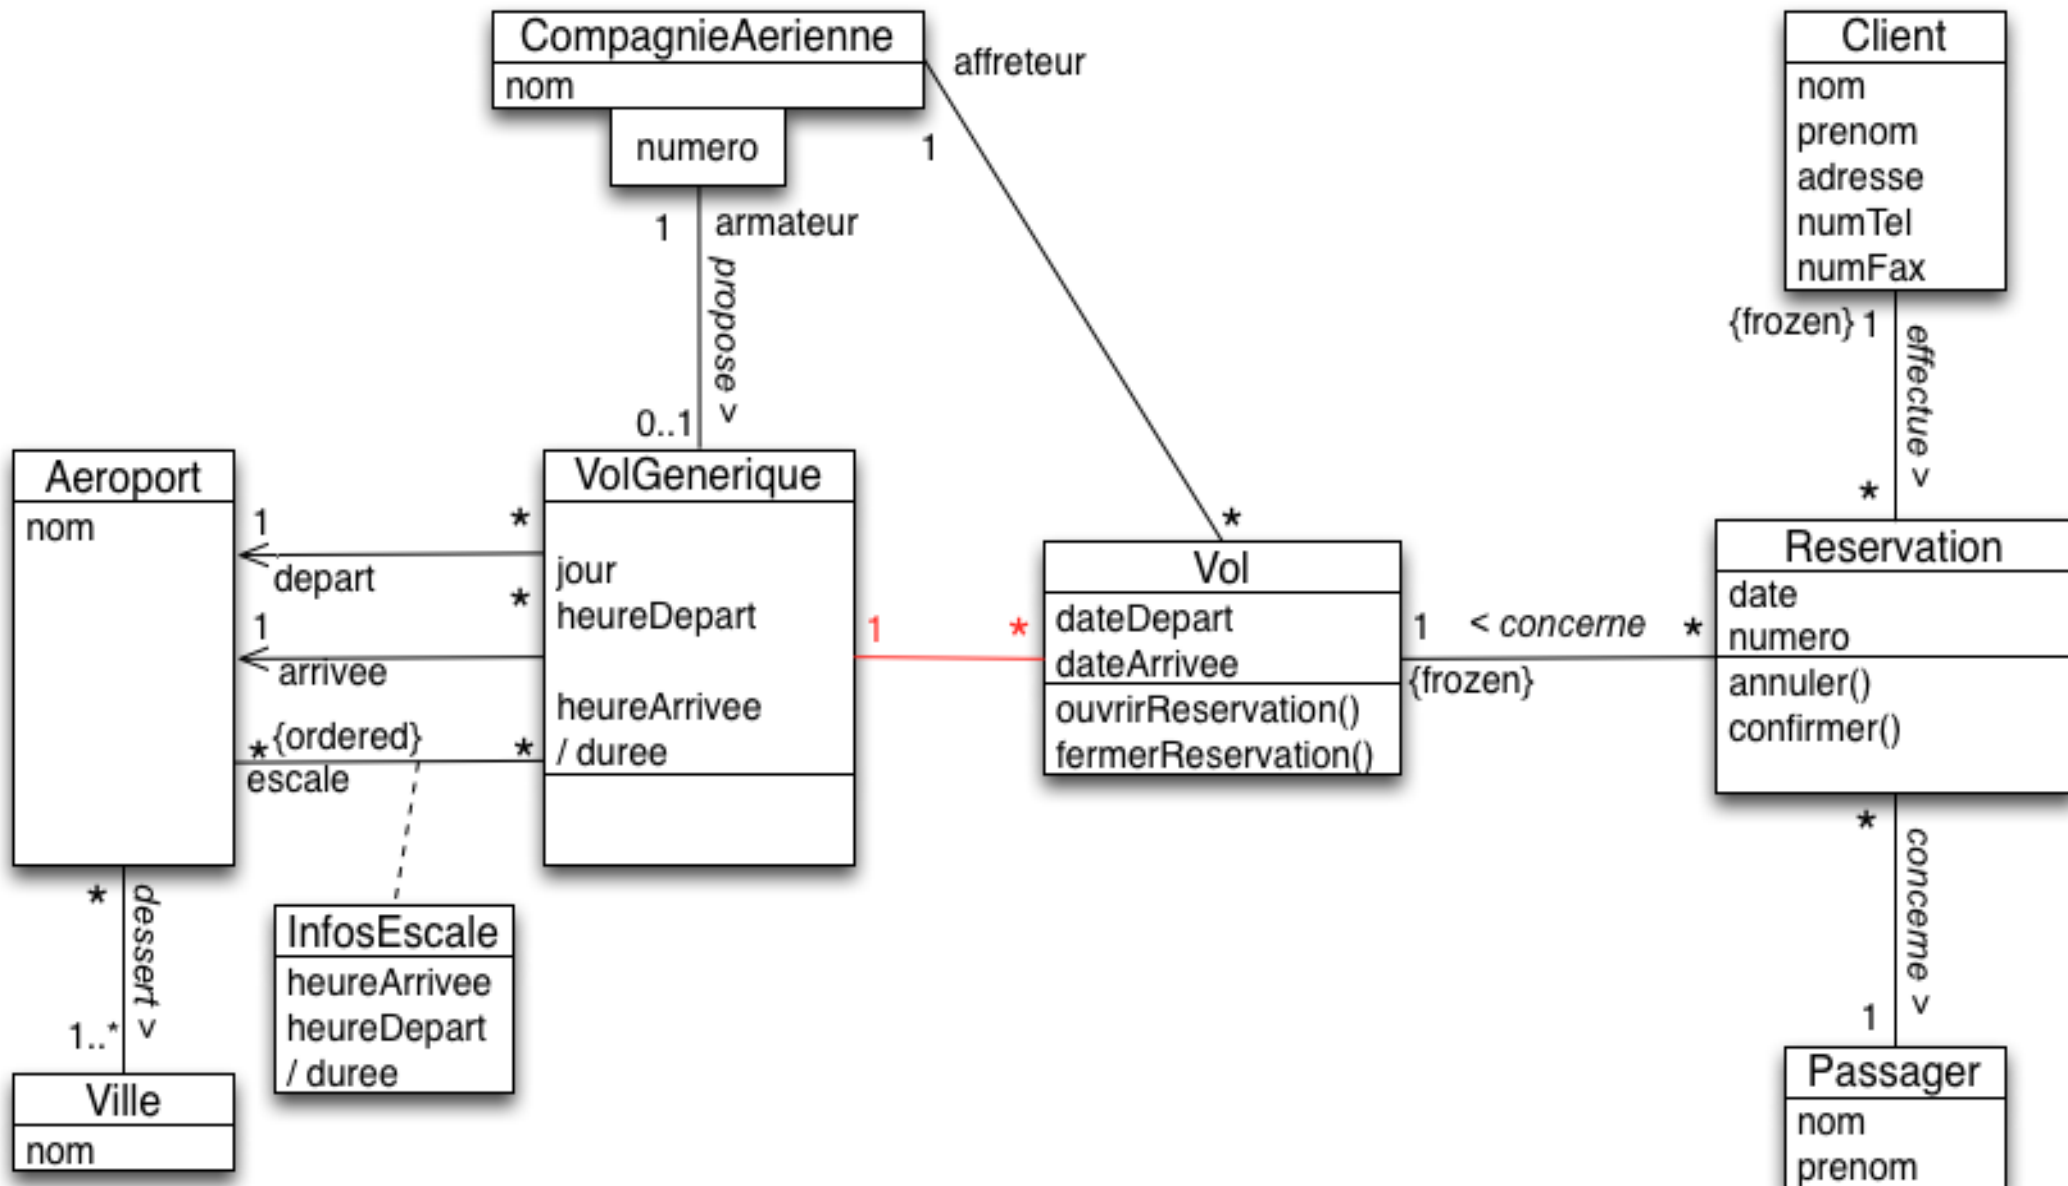 CompagnieAerienne
nom
numero
1
armateur
propose >
0..1
affreteur
1
*
Client
nom
prenom
adresse
numTel
numFax
{frozen} 1
effectue >
*
Aeroport
nom
1
*
depart
1
*
arrivee
* {ordered}
*
escale
VolGenerique
jour
heureDepart
heureArrivee
/ duree
1
*
Vol
dateDepart
dateArrivee
ouvrirReservation()
fermerReservation()
1
< concerne
*
{frozen}
Reservation
date
numero
annuler()
confirmer()
*
concerne >
1
*
dessert >
1..*
InfosEscale
heureArrivee
heureDepart
/ duree
Ville
nom
Passager
nom
prenom